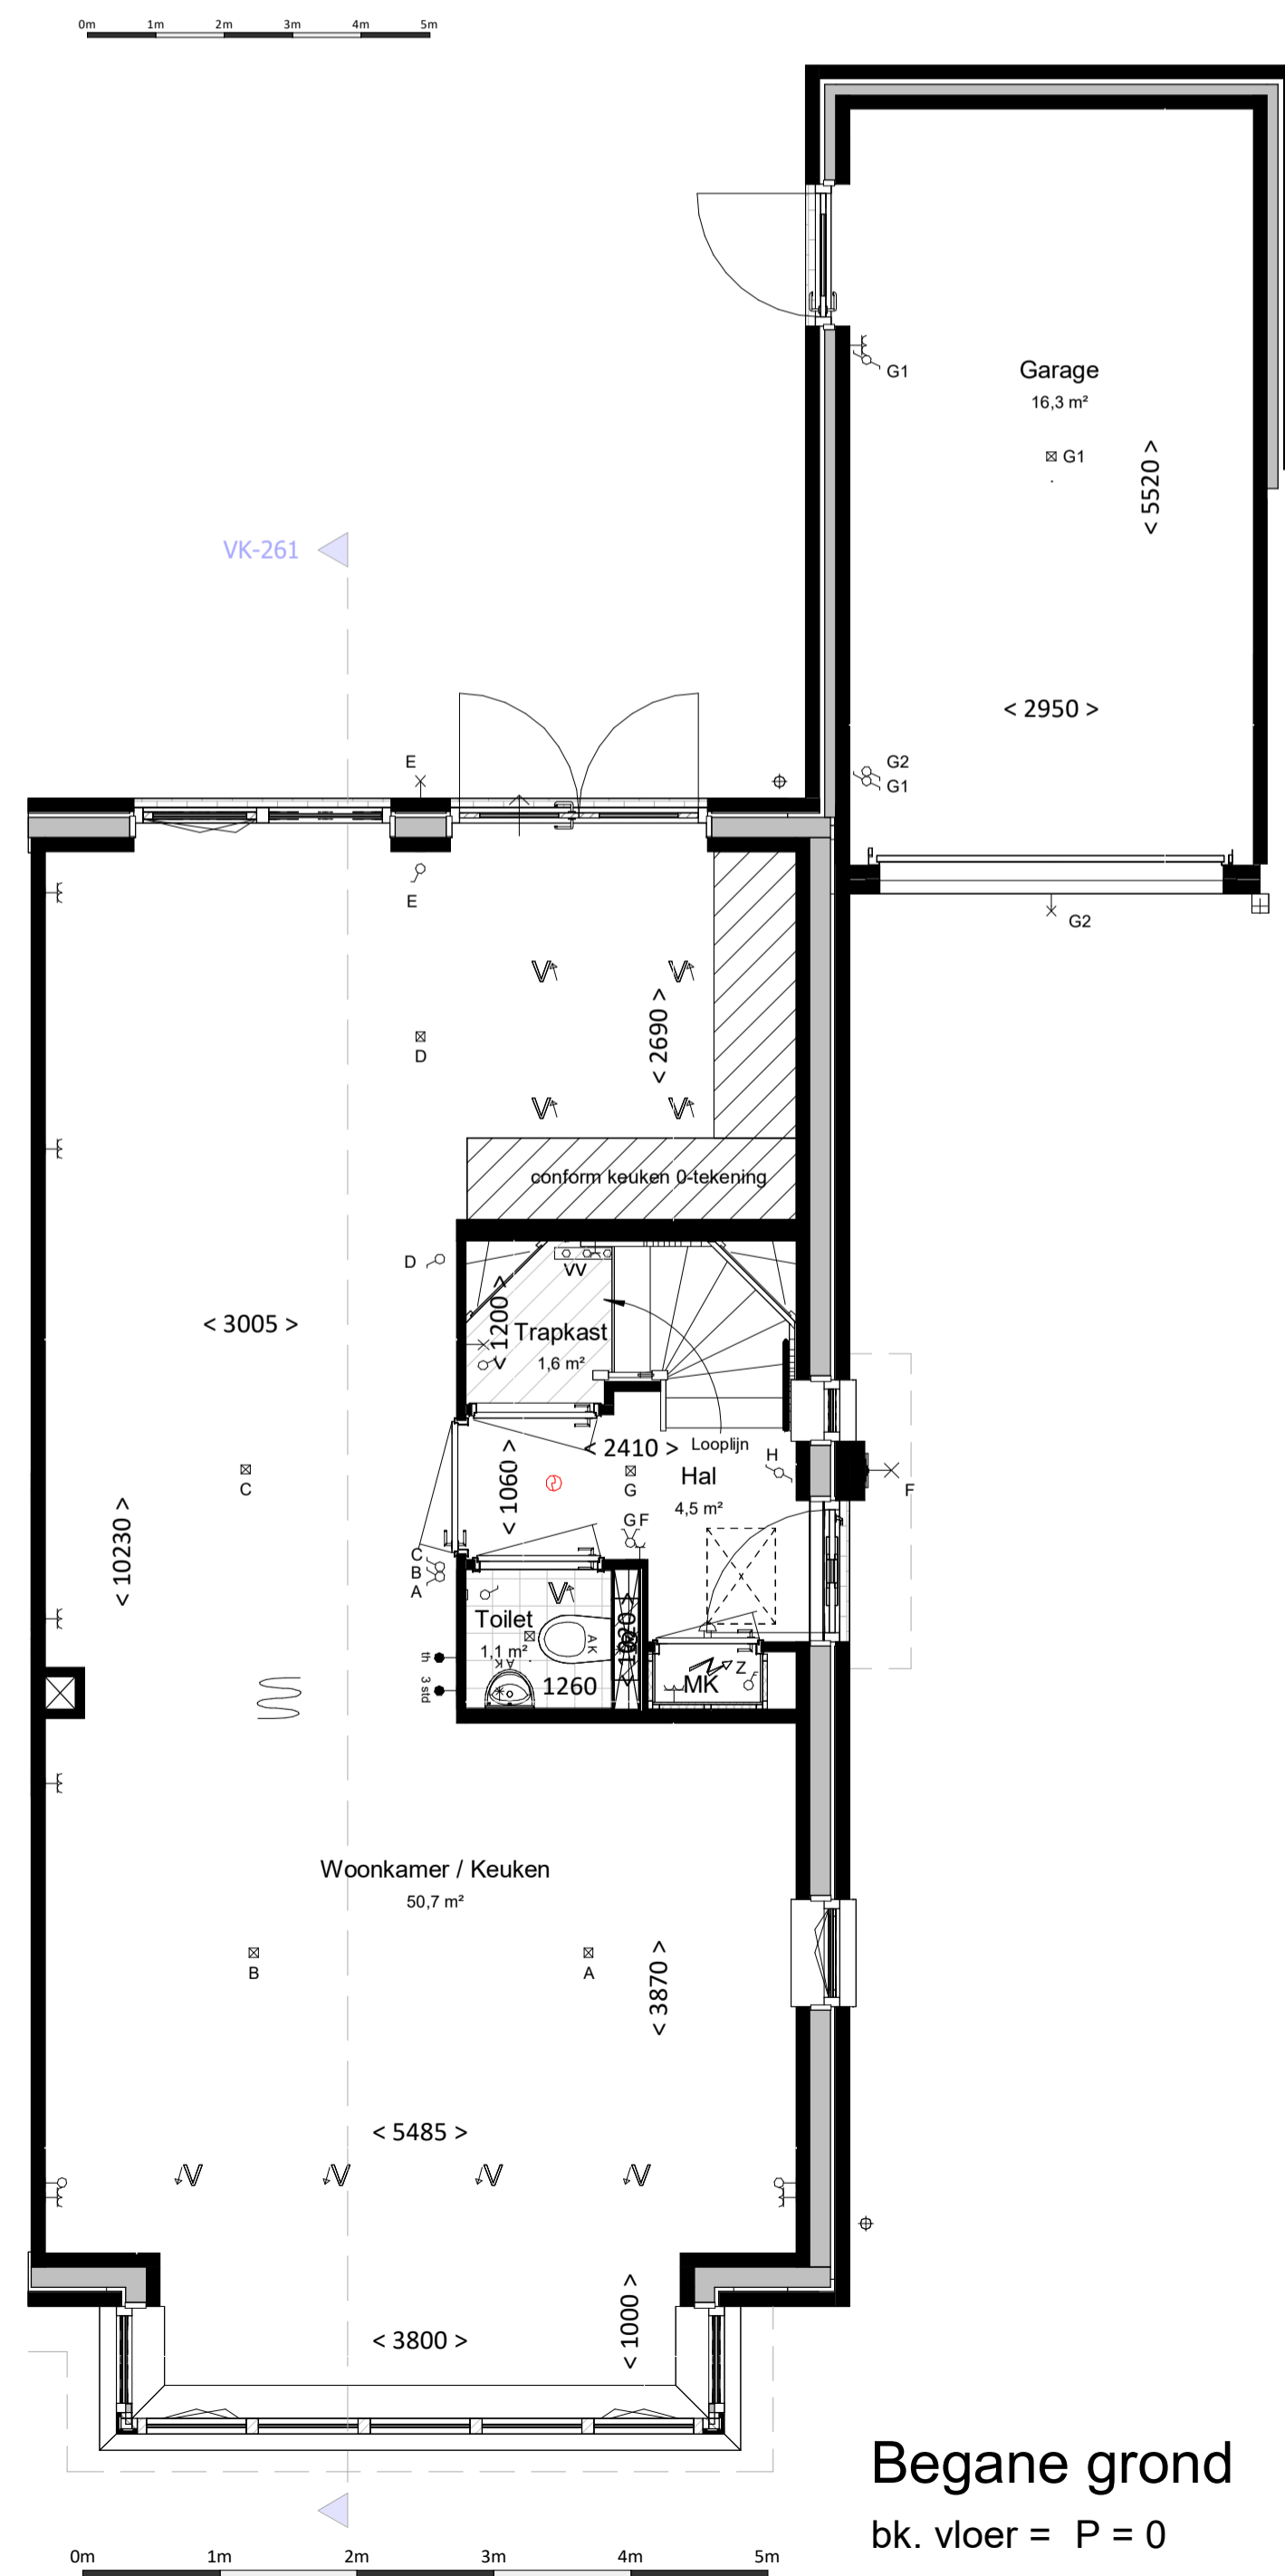 0m 1m 2m 3m 4m 5m
Garage
16,3 m²
G1
G1
< 5520 >
VK-261
< 2950 >
E
G2
G1
E
G2
V V
< 2690 >
D
V V
conform keuken 0-tekening
D
VV
< 1200 >
< 3005 >
Trapkast
1,6 m²
< 2410 >
Looplijn
H
Hal
4,5 m²
G
C
< 1060 >
F
< 10230 >
G F
C
B
A
V
Toilet
1,1 m²
AK
AK
< 1020 >
th
3 std
1260
MK
Z
Woonkamer / Keuken
50,7 m²
B
A
< 3870 >
< 5485 >
V V V V
< 1000 >
< 3800 >
Begane grond
bk. vloer = P = 0
0m 1m 2m 3m 4m 5m